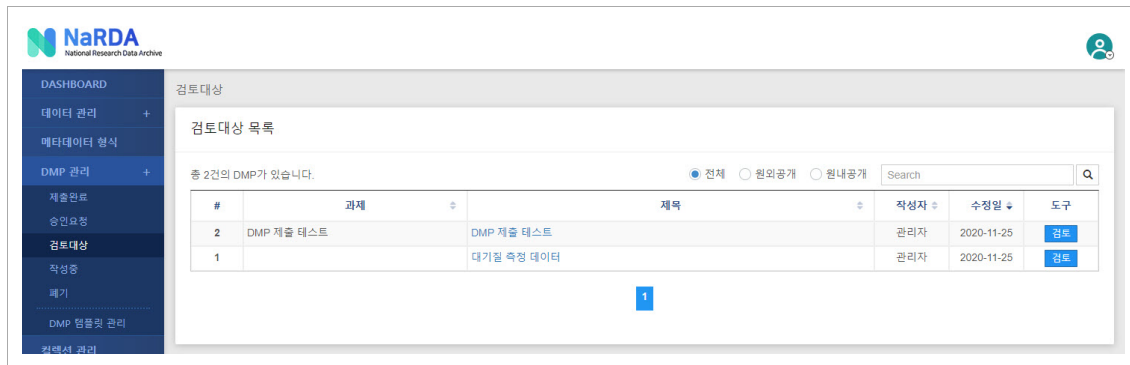 NaRDA
National Research Data Archive
DASHBOARD
데이터 관리 +
메타데이터 형식
DMP 관리 +
제출완료
승인요청
검토대상
작성중
폐기
DMP 템플릿 관리
컬렉션 관리
검토대상
검토대상 목록
총 2건의 DMP가 있습니다.
전체 원외공개 원내공개 Search
# 과제 제목 작성자 수정일 도구
2 DMP 제출 테스트 DMP 제출 테스트 관리자 2020-11-25 검토
1 대기질 측정 데이터 관리자 2020-11-25 검토
1